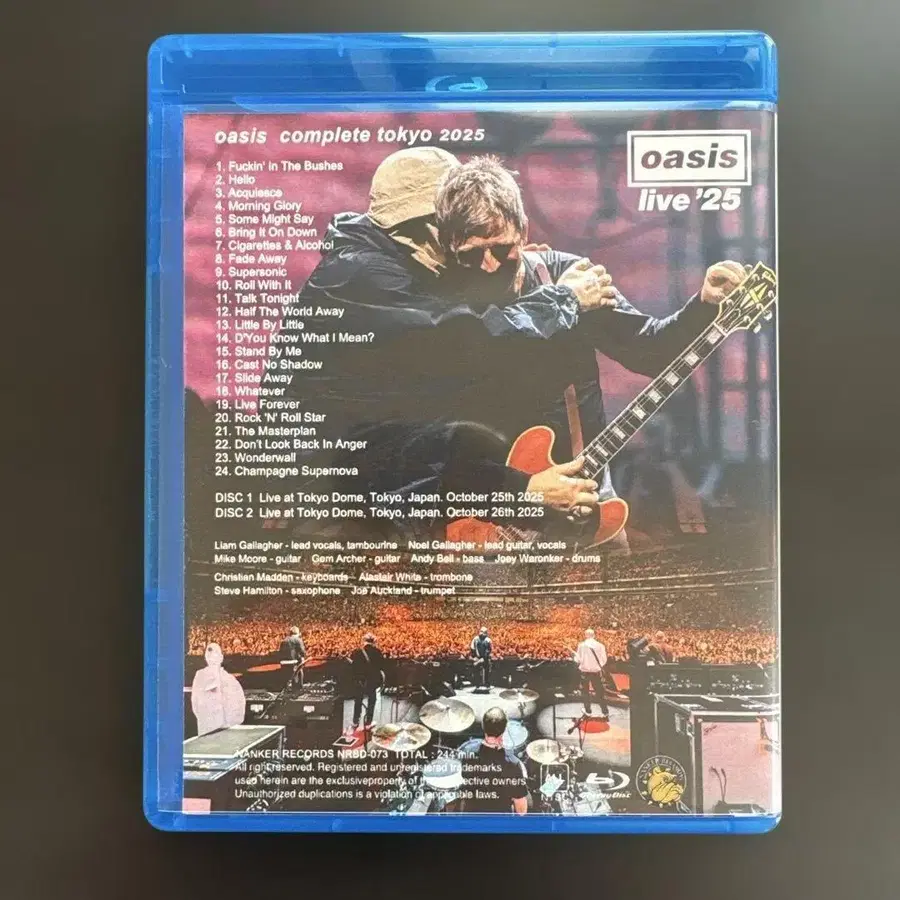 oasis complete tokyo 2025
oasis
live '25
1. Fuckin' In The Bushes
2. Hello
3. Acquiesce
4. Morning Glory
5. Some Might Say
6. Bring It On Down
7. Cigarettes & Alcohol
8. Fade Away
9. Supersonic
10. Roll With It
11. Talk Tonight
12. Half The World Away
13. Little By Little
14. D'You Know What I Mean?
15. Stand By Me
16. Cast No Shadow
17. Slide Away
18. Whatever
19. Live Forever
20. Rock 'N' Roll Star
21. The Masterplan
22. Don't Look Back In Anger
23. Wonderwall
24. Champagne Supernova
DISC 1 Live at Tokyo Dome, Tokyo, Japan. October 25th 2025
DISC 2 Live at Tokyo Dome, Tokyo, Japan. October 26th 2025
Liam Gallagher - lead vocals, tambourine Noel Gallagher - lead guitar, vocals
Mike Moore - guitar Gem Archer - guitar Andy Bell - bass Joey Waronker - drums
Christian Madden - keyboards Alastair White - trombone
Steve Hamilton - saxophone Joe Auckland - trumpet
NANKER RECORDS NRBD-073 TOTAL : 244 min.
All right reserved. Registered and unregistered trademarks
used herein are the exclusiveproperty of owners
Unauthorized duplications is a violation of applicable laws.
NTSC
Blu-rayDisc